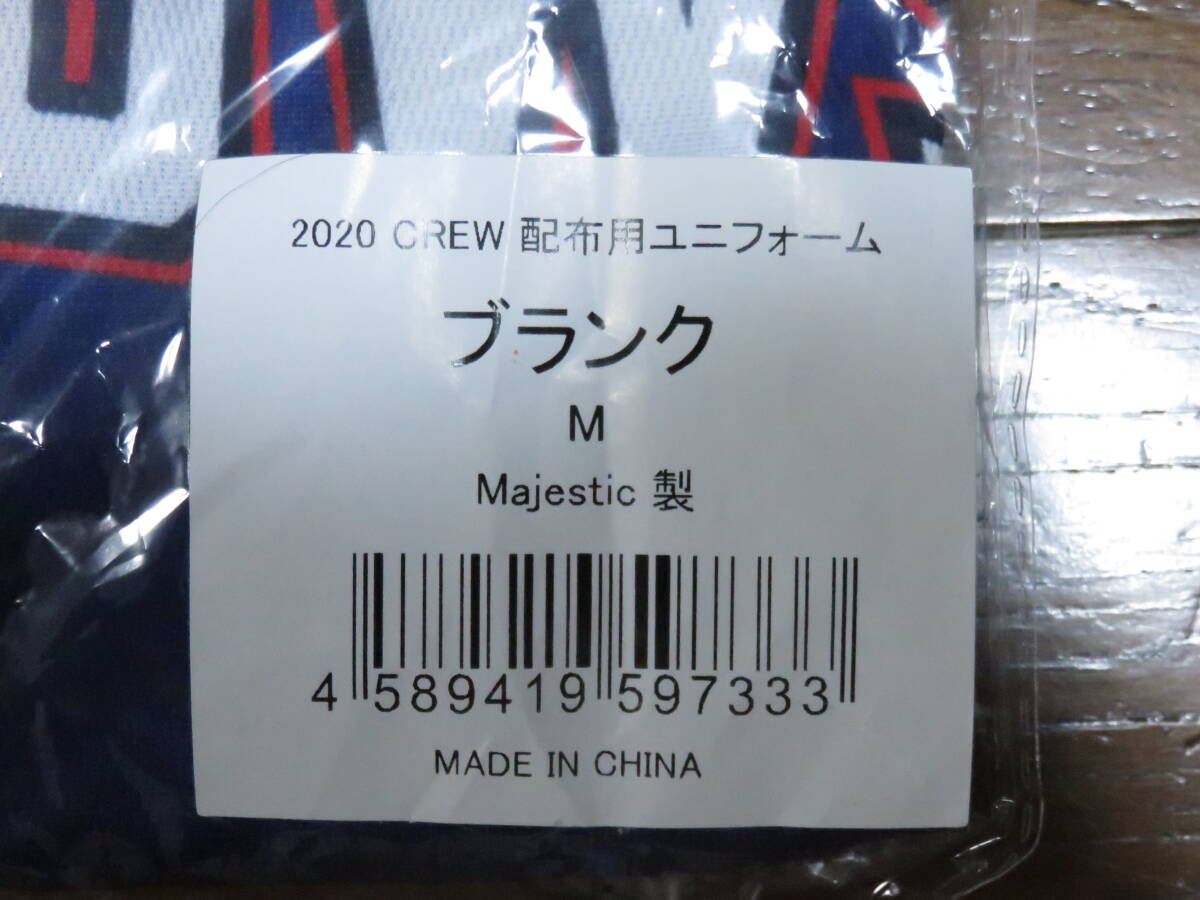 2020 CREW 配布用ユニフォーム
ブランク
M
Majestic 製
4 589419 597333
MADE IN CHINA